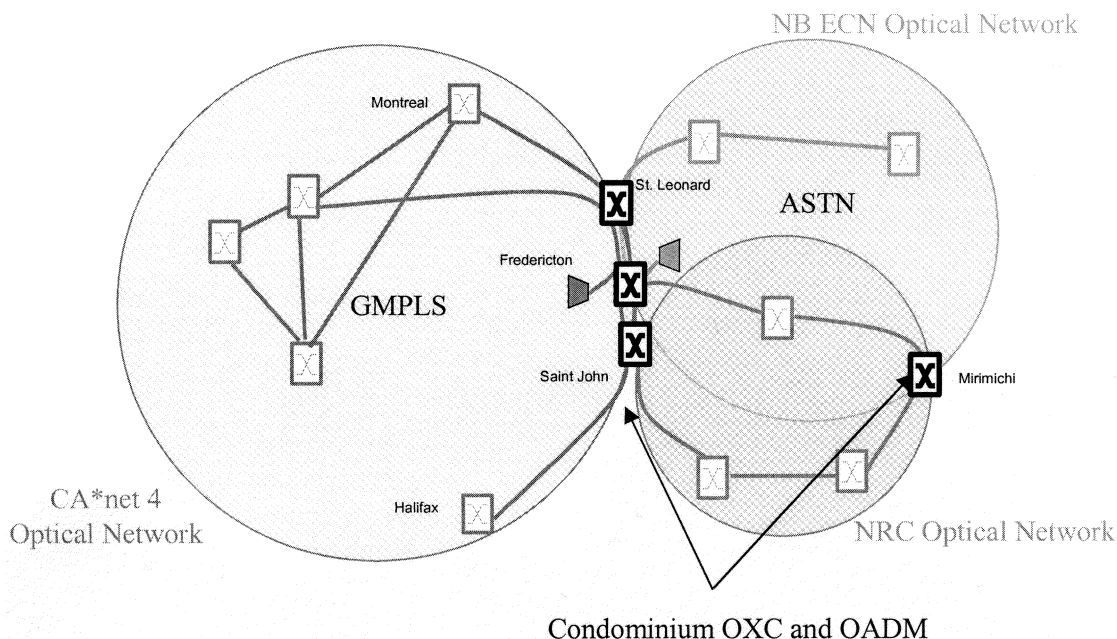 NB ECN Optical Network
Montreal
St. Leonard
ASTN
Fredericton
GMPLS
Saint John
Mirimichi
CA*net 4
Optical Network
Halifax
NRC Optical Network
Condominium OXC and OADM